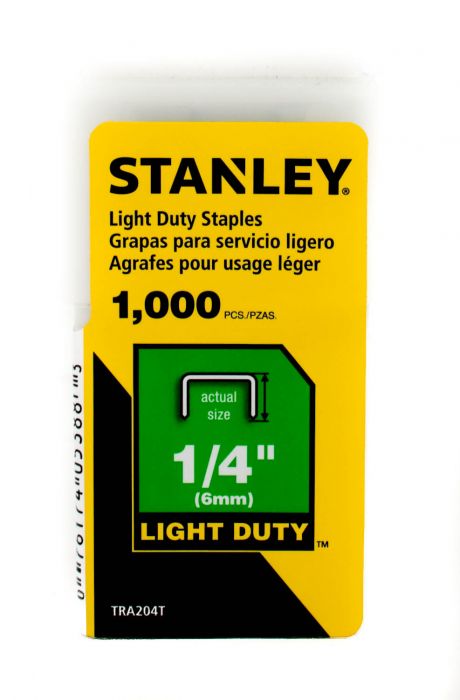 STANLEY®
Light Duty Staples
Grapas para servicio ligero
Agrafes pour usage léger
1,000 PCS./PZAS.
actual
size
1/4"
(6mm)
LIGHT DUTY™
TRA204T